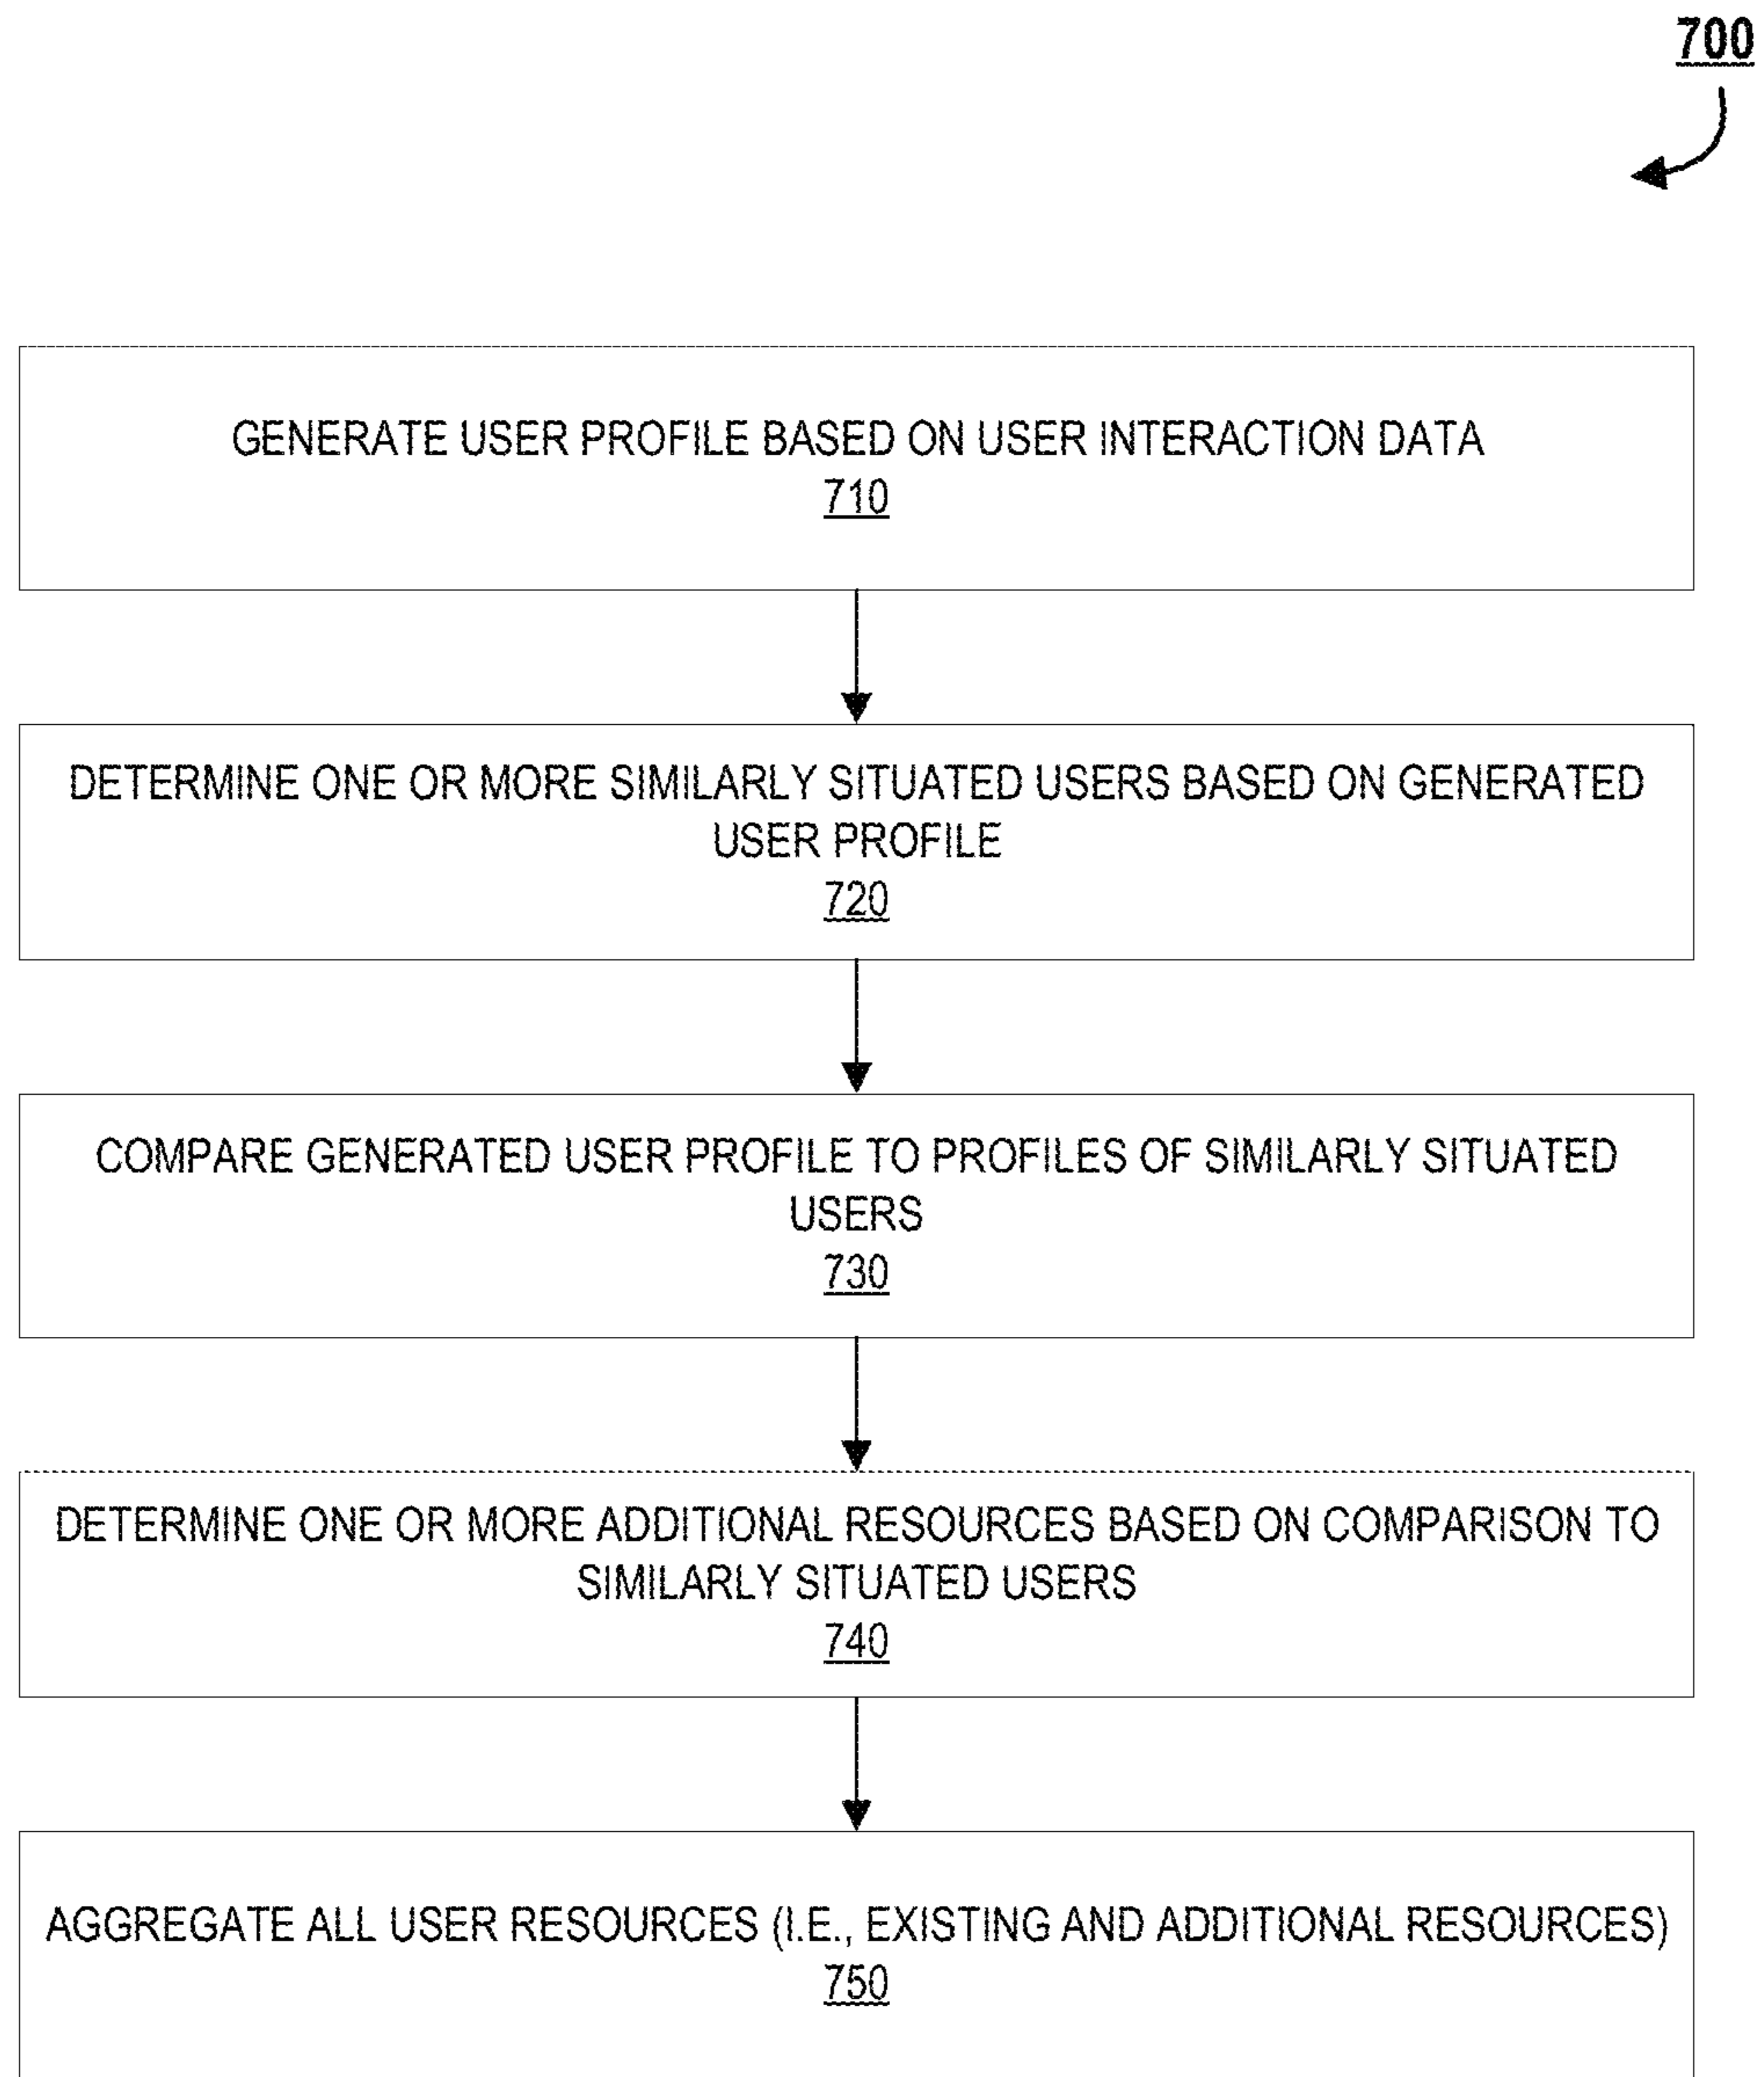 700
GENERATE USER PROFILE BASED ON USER INTERACTION DATA
710
DETERMINE ONE OR MORE SIMILARLY SITUATED USERS BASED ON GENERATED
USER PROFILE
720
COMPARE GENERATED USER PROFILE TO PROFILES OF SIMILARLY SITUATED
USERS
730
DETERMINE ONE OR MORE ADDITIONAL RESOURCES BASED ON COMPARISON TO
SIMILARLY SITUATED USERS
740
AGGREGATE ALL USER RESOURCES (I.E., EXISTING AND ADDITIONAL RESOURCES)
750